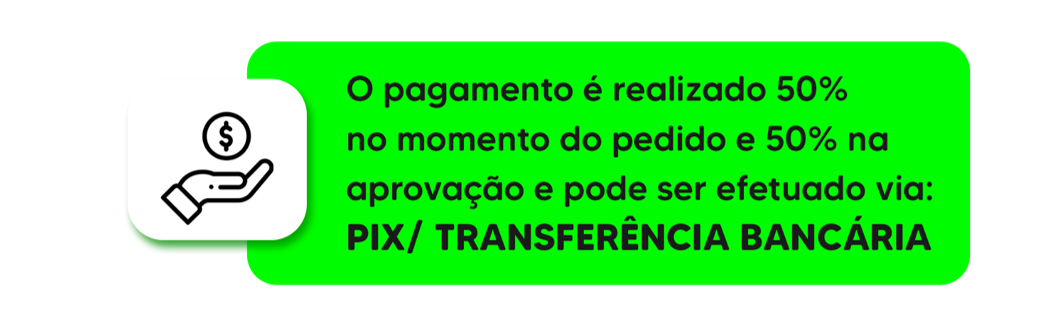 $
O pagamento é realizado 50%
no momento do pedido e 50% na
aprovação e pode ser efetuado via:
PIX/ TRANSFERÊNCIA BANCÁRIA